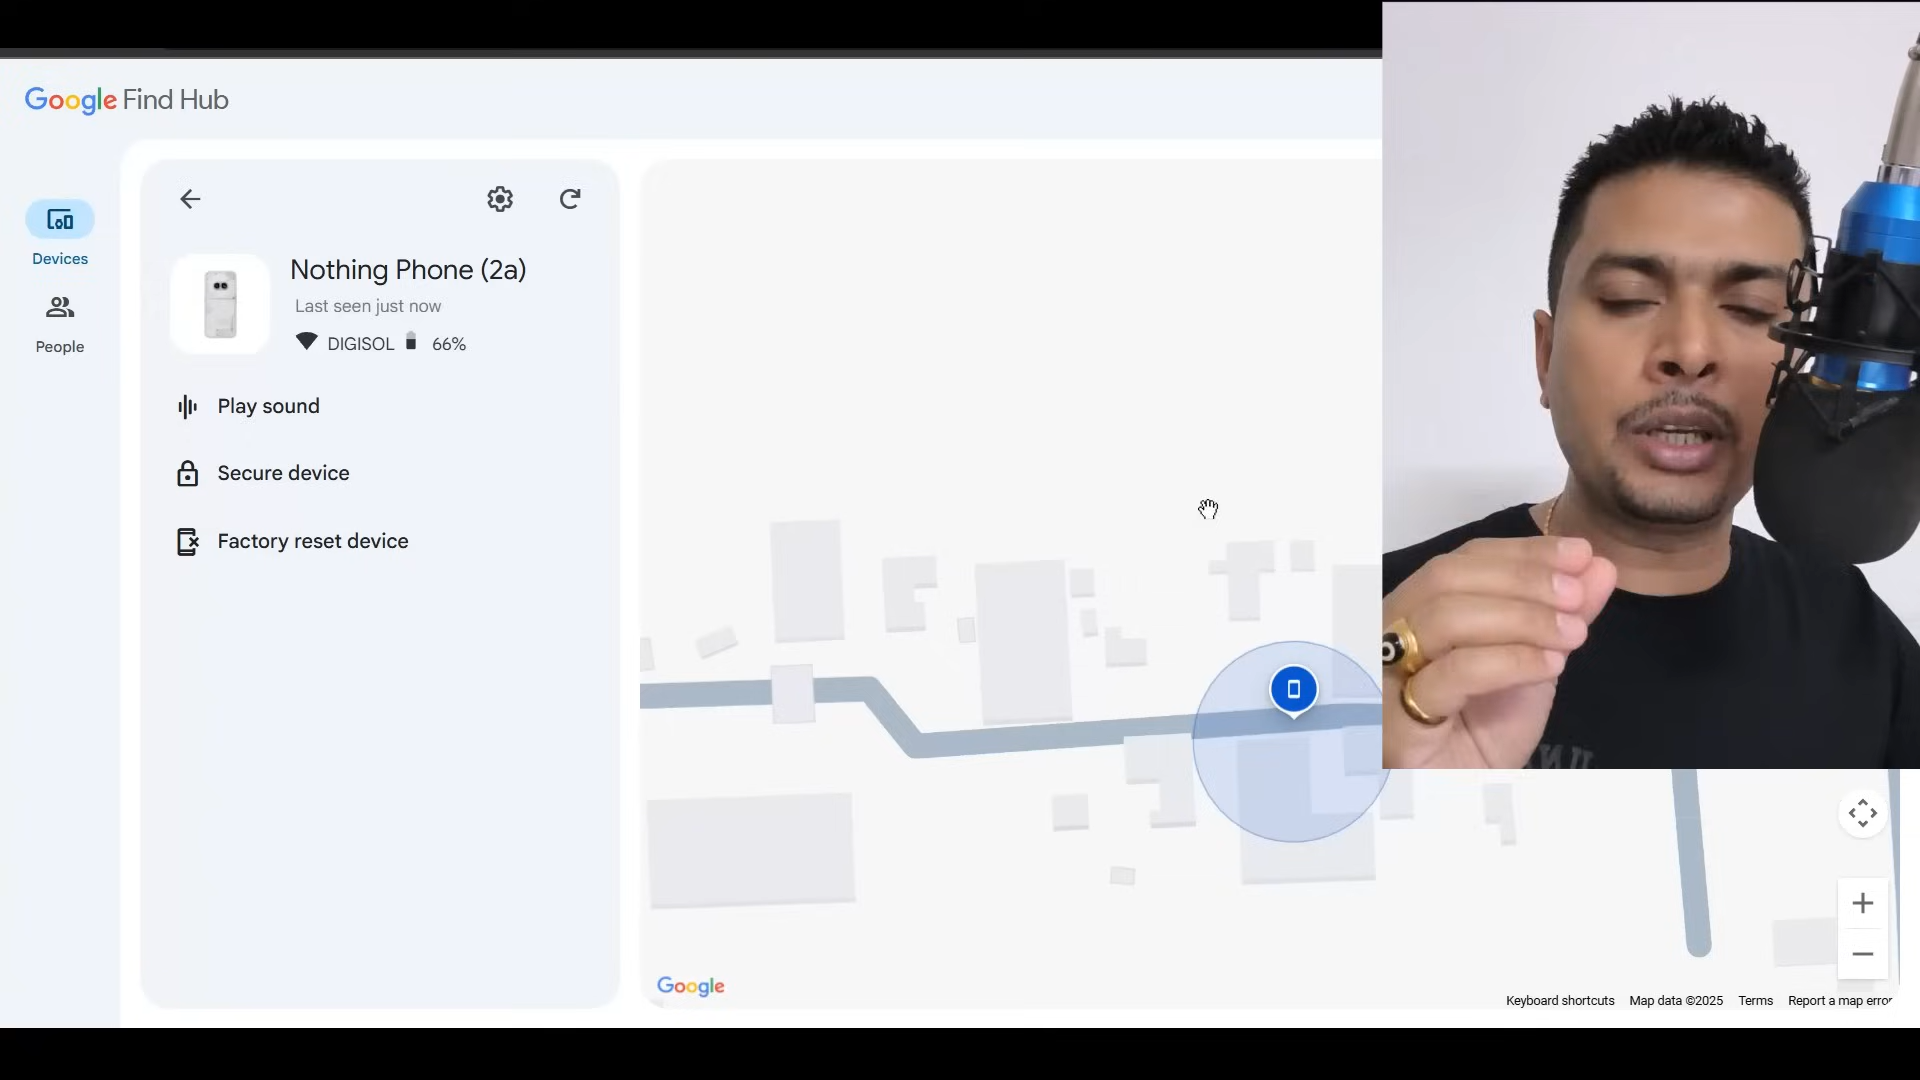 Google Find Hub
Devices
People
Nothing Phone (2a)
Last seen just now
DIGISOL 66%
Play sound
Secure device
Factory reset device
Google
Keyboard shortcuts Map data ©2025 Terms Report a map error